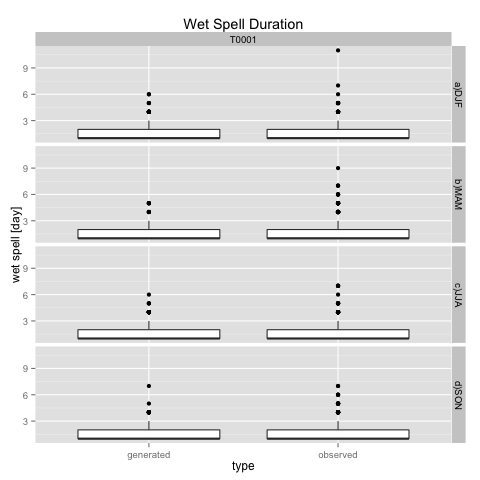 Wet Spell Duration
T0001
wet spell [day]
9
6
3
a)DJF
9
6
3
b)MAM
9
6
3
c)JJA
9
6
3
d)SON
generated observed
type